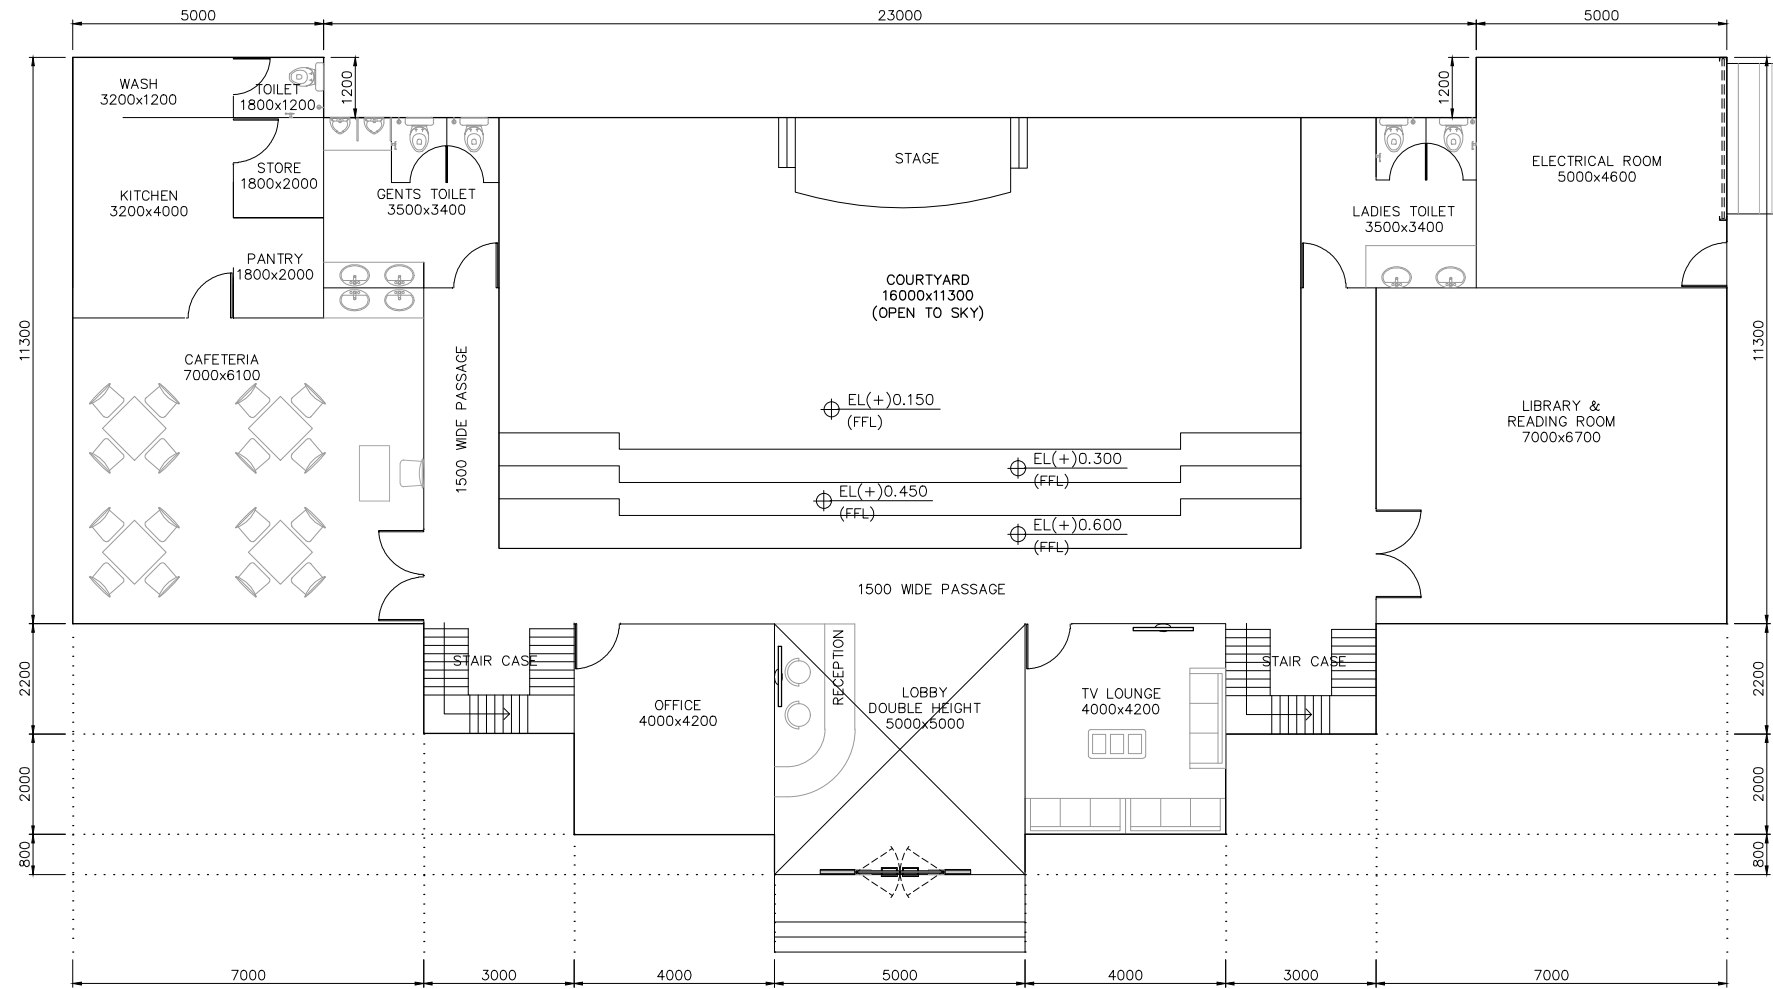 5000
23000
5000
WASH
3200x1200
TOILET
1800x1200
1200
1200
STORE
1800x2000
STAGE
ELECTRICAL ROOM
5000x4600
KITCHEN
3200x4000
GENTS TOILET
3500x3400
LADIES TOILET
3500x3400
PANTRY
1800x2000
COURTYARD
16000x11300
(OPEN TO SKY)
11300
11300
CAFETERIA
7000x6100
1500 WIDE PASSAGE
EL(+)0.150
(FFL)
LIBRARY &
READING ROOM
7000x6700
EL(+)0.300
(FFL)
EL(+)0.450
(FFL)
EL(+)0.600
(FFL)
1500 WIDE PASSAGE
2200
STAIR CASE
RECEPTION
STAIR CASE
2200
OFFICE
4000x4200
LOBBY
DOUBLE HEIGHT
5000x5000
TV LOUNGE
4000x4200
2000
2000
800
800
7000
3000
4000
5000
4000
3000
7000